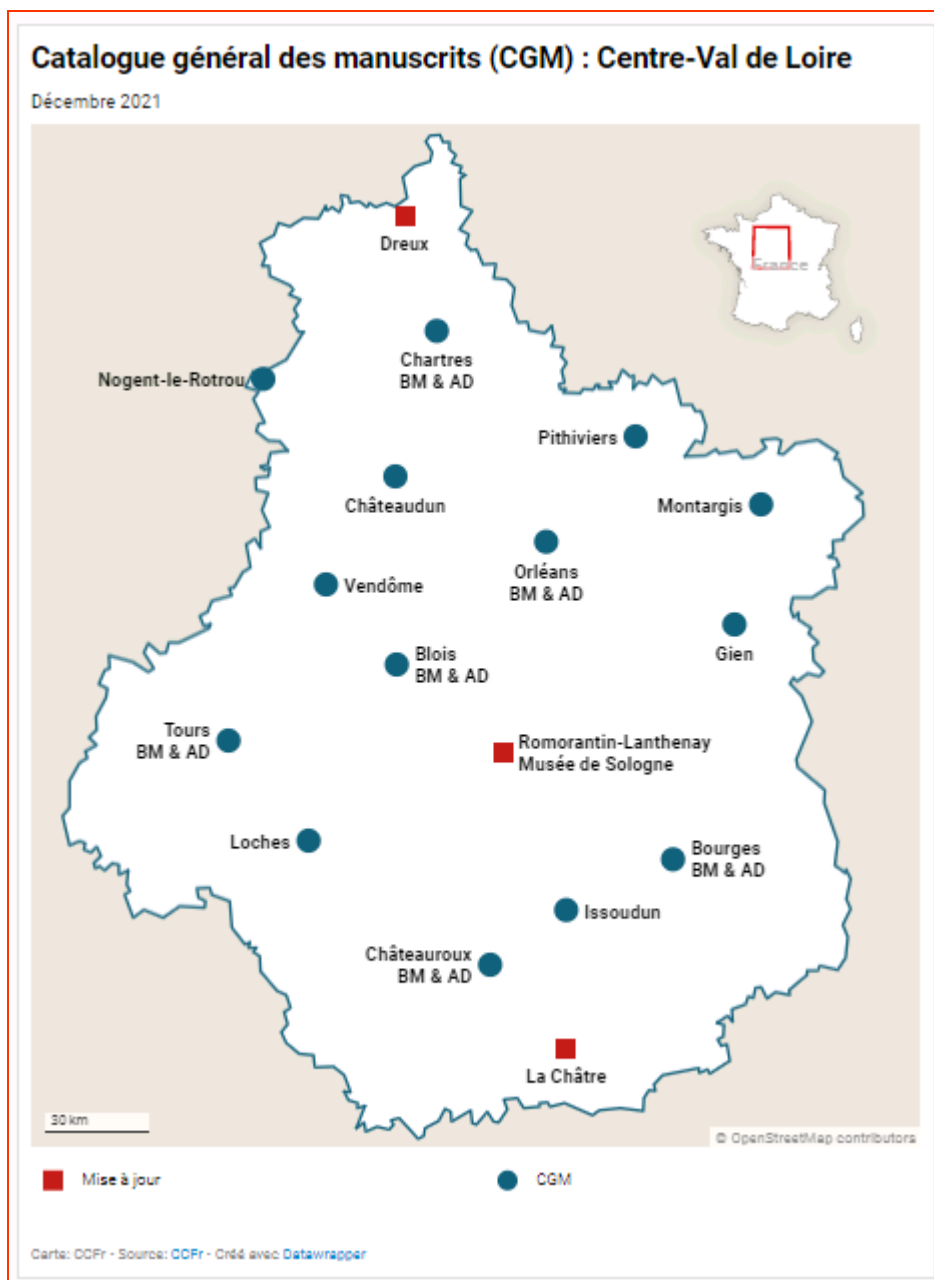 Catalogue général des manuscrits (CGM) : Centre-Val de Loire
Décembre 2021
Dreux
France
Chartres
BM & AD
Nogent-le-Rotrou
Pithiviers
Châteaudun
Montargis
Orléans
BM & AD
Vendôme
Gien
Blois
BM & AD
Tours
BM & AD
Romorantin-Lanthenay
Musée de Sologne
Loches
Bourges
BM & AD
Issoudun
Châteauroux
BM & AD
La Châtre
30 km
© OpenStreetMap contributors
Mise à jour
CGM
Carte: CCFr - Source: CCFr - Créé avec Datawrapper